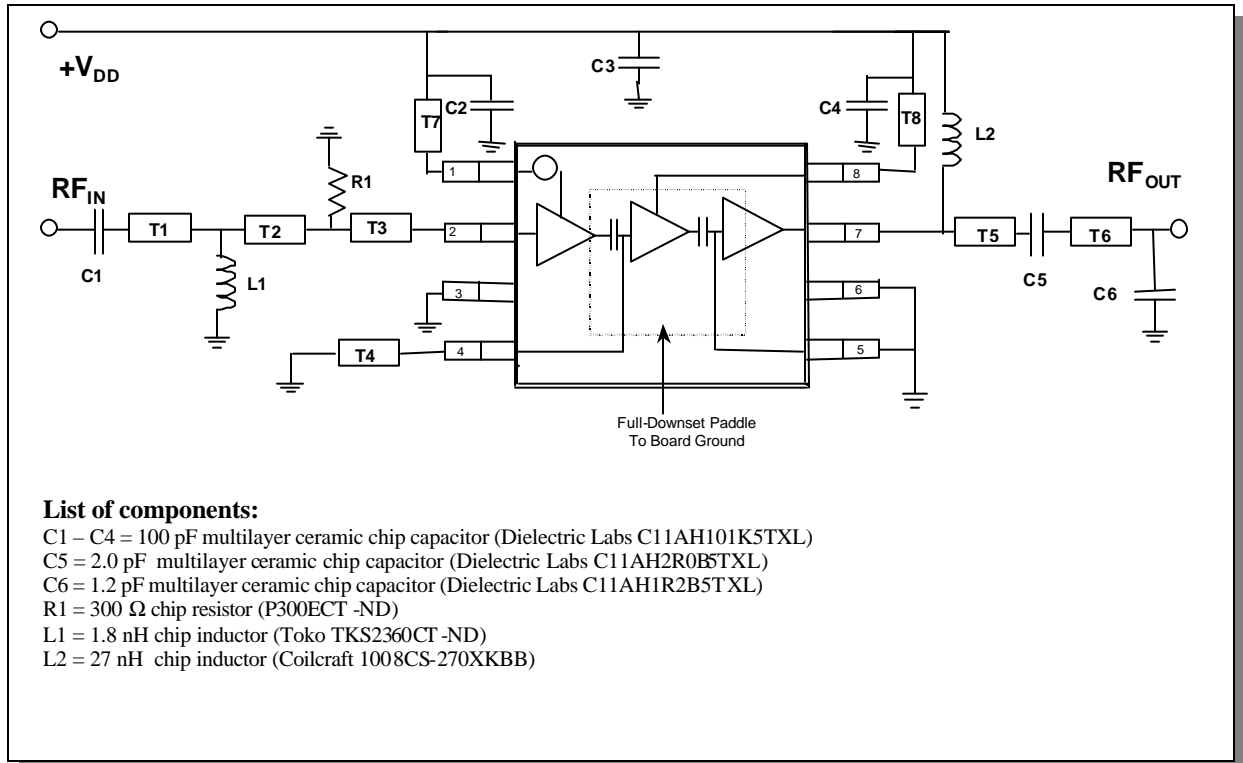 +VDD
C3
C2
C4
T7
T8
L2
1
8
R1
RFIN
RFOUT
T1
T2
T3
2
7
T5
T6
C1
L1
C5
C6
3
6
T4
4
5
Full-Downset Paddle
To Board Ground
List of components:
C1 – C4 = 100 pF multilayer ceramic chip capacitor (Dielectric Labs C11AH101K5TXL)
C5 = 2.0 pF multilayer ceramic chip capacitor (Dielectric Labs C11AH2R0B5TXL)
C6 = 1.2 pF multilayer ceramic chip capacitor (Dielectric Labs C11AH1R2B5TXL)
R1 = 300 Ω chip resistor (P300ECT -ND)
L1 = 1.8 nH chip inductor (Toko TKS2360CT -ND)
L2 = 27 nH chip inductor (Coilcraft 1008CS-270XKBB)